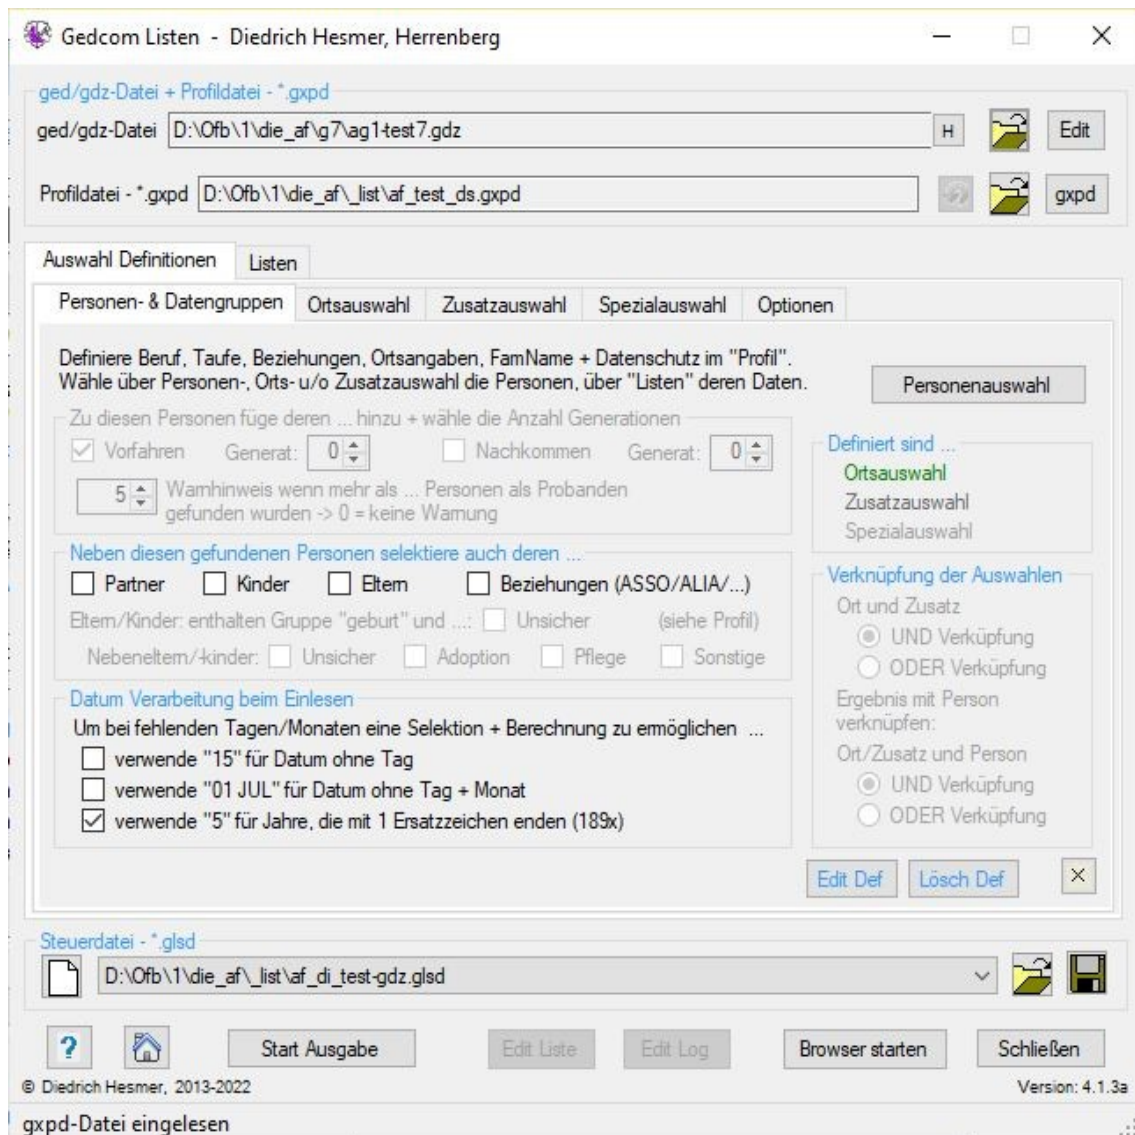 Gedcom Listen - Diedrich Hesmer, Herrenberg
ged/gdz-Datei + Profildatei - *.gxpd
ged/gdz-Datei D:\Ofb\1\die_af\g7\ag1-test7.gdz H Edit
Profildatei - *.gxpd D:\Ofb\1\die_af\_list\af_test_ds.gxpd gxpd
Auswahl Definitionen Listen
Personen- & Datengruppen Ortsauswahl Zusatzauswahl Spezialauswahl Optionen
Definiere Beruf, Taufe, Beziehungen, Ortsangaben, FamName + Datenschutz im "Profil".
Wähle über Personen-, Orts- u/o Zusatzauswahl die Personen, über "Listen" deren Daten.
Personenauswahl
Zu diesen Personen füge deren ... hinzu + wähle die Anzahl Generationen
Vorfahren Generat: 0 Nachkommen Generat: 0
5 Warnhinweis wenn mehr als ... Personen als Probanden
gefunden wurden -> 0 = keine Warnung
Neben diesen gefundenen Personen selektiere auch deren ...
Partner Kinder Eltern Beziehungen (ASSO/ALIA/...)
Eltern/Kinder: enthalten Gruppe "geburt" und ...: Unsicher (siehe Profil)
Nebeneltern/-kinder: Unsicher Adoption Pflege Sonstige
Datum Verarbeitung beim Einlesen
Um bei fehlenden Tagen/Monaten eine Selektion + Berechnung zu ermöglichen ...
verwende "15" für Datum ohne Tag
verwende "01 JUL" für Datum ohne Tag + Monat
verwende "5" für Jahre, die mit 1 Ersatzzeichen enden (189x)
Definiert sind ...
Ortsauswahl
Zusatzauswahl
Spezialauswahl
Verknüpfung der Auswahlen
Ort und Zusatz
UND Verküpfung
ODER Verküpfung
Ergebnis mit Person
verknüpfen:
Ort/Zusatz und Person
UND Verküpfung
ODER Verküpfung
Edit Def Lösch Def
Steuerdatei - *.glsd
D:\Ofb\1\die_af\_list\af_di_test-gdz.glsd
? Start Ausgabe Edit Liste Edit Log Browser starten Schließen
© Diedrich Hesmer, 2013-2022 Version: 4.1.3a
gxpd-Datei eingelesen